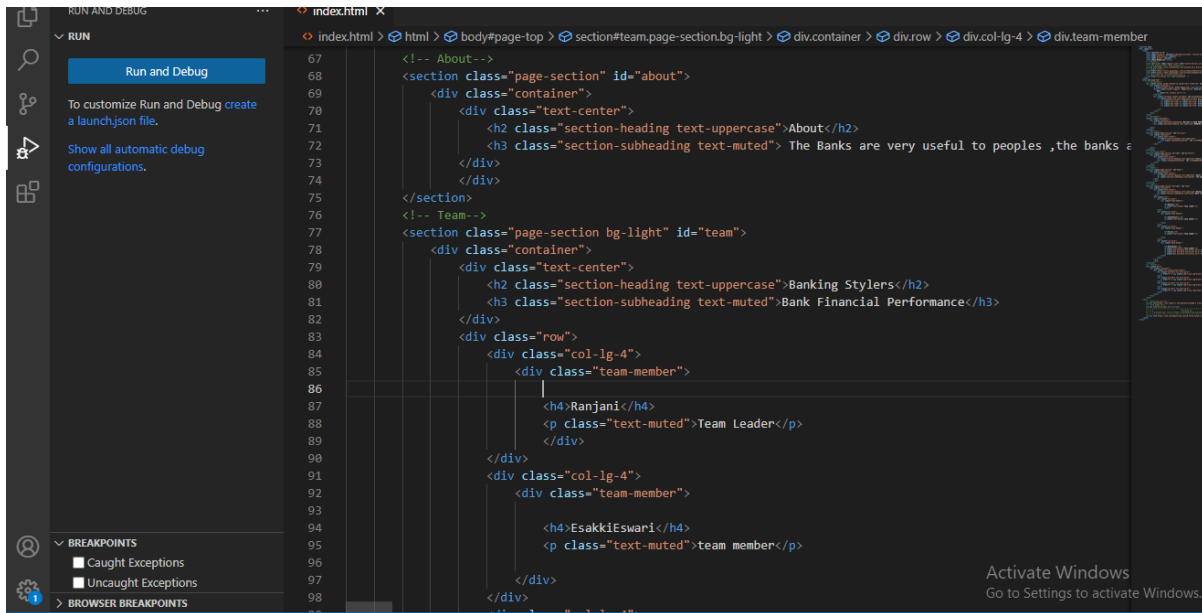 RUN AND DEBUG ...
RUN
Run and Debug
To customize Run and Debug create
a launch.json file.
Show all automatic debug
configurations.
BREAKPOINTS
Caught Exceptions
Uncaught Exceptions
BROWSER BREAKPOINTS
1
index.html ×
index.html > html > body#page-top > section#team.page-section.bg-light > div.container > div.row > div.col-lg-4 > div.team-member
67 <!-- About-->
68 <section class="page-section" id="about">
69 <div class="container">
70 <div class="text-center">
71 <h2 class="section-heading text-uppercase">About</h2>
72 <h3 class="section-subheading text-muted"> The Banks are very useful to peoples ,the banks a
73 </div>
74 </div>
75 </section>
76 <!-- Team-->
77 <section class="page-section bg-light" id="team">
78 <div class="container">
79 <div class="text-center">
80 <h2 class="section-heading text-uppercase">Banking Stylers</h2>
81 <h3 class="section-subheading text-muted">Bank Financial Performance</h3>
82 </div>
83 <div class="row">
84 <div class="col-lg-4">
85 <div class="team-member">
86
87 <h4>Ranjani</h4>
88 <p class="text-muted">Team Leader</p>
89 </div>
90 </div>
91 <div class="col-lg-4">
92 <div class="team-member">
93
94 <h4>EsakkiEswari</h4>
95 <p class="text-muted">team member</p>
96
97 </div>
98 </div>
Activate Windows
Go to Settings to activate Windows.